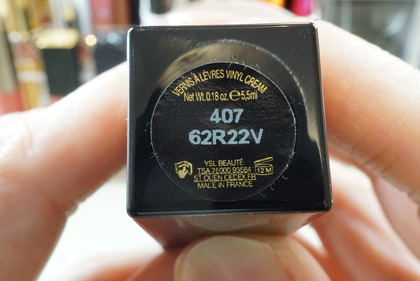 VERNIS À LÈVRES VINYL CREAM
Net Wt. 0.18 oz. ℮ 5,5ml
407
62R22V
YSL BEAUTÉ
TSA 75000 93584
ST OUEN CEDEX FR
12 M
MADE IN FRANCE